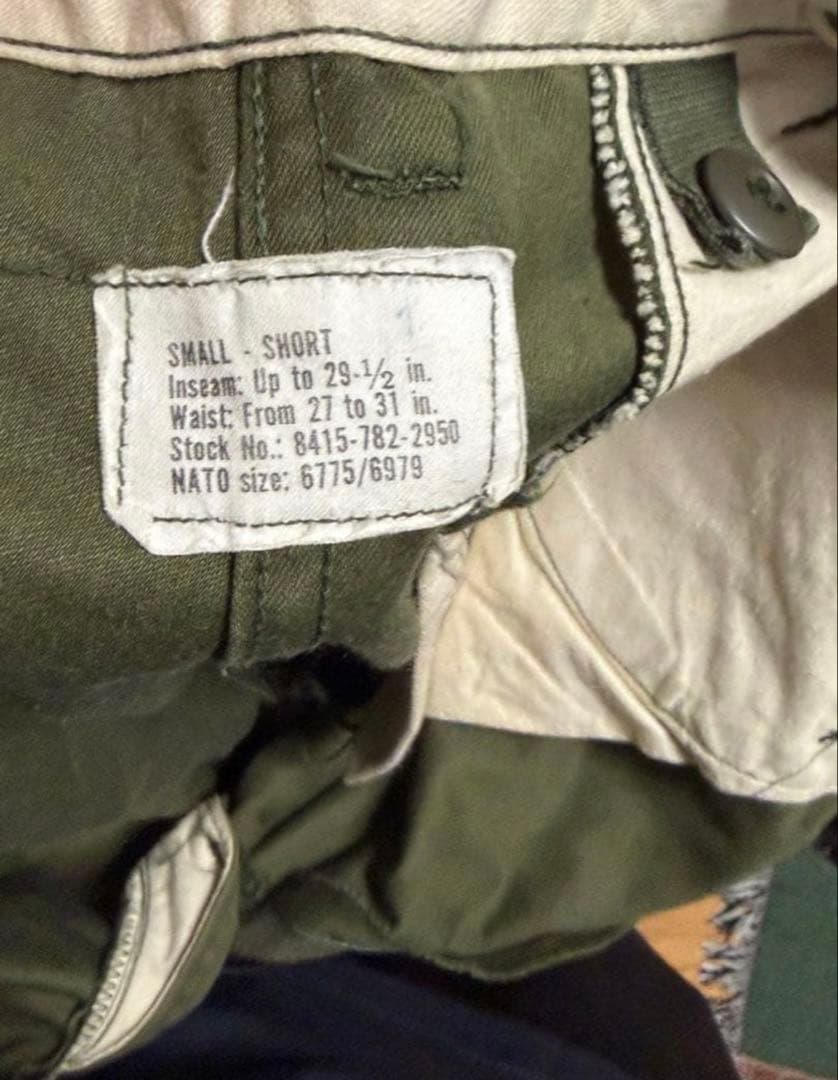 SMALL - SHORT
Inseam: Up to 29-1/2 in.
Waist: From 27 to 31 in.
Stock No.: 8415-782-2950
NATO size: 6775/6979